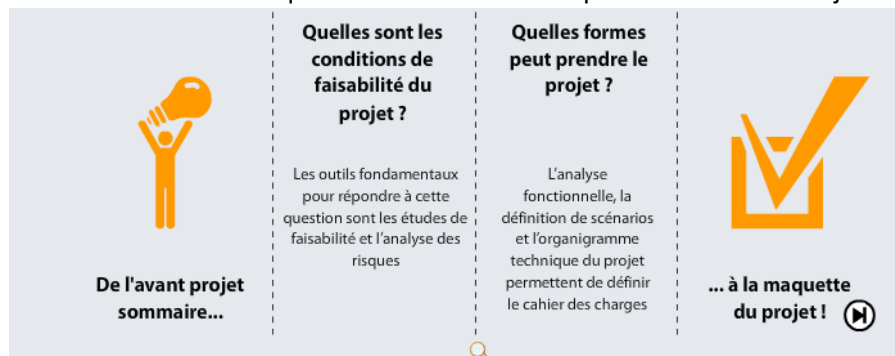 De l'avant projet
sommaire...
Quelles sont les
conditions de
faisabilité du
projet ?
Les outils fondamentaux
pour répondre à cette
question sont les études de
faisabilité et l'analyse des
risques
Quelles formes
peut prendre le
projet ?
L'analyse
fonctionnelle, la
définition de scénarios
et l'organigramme
technique du projet
permettent de définir
le cahier des charges
... à la maquette
du projet !